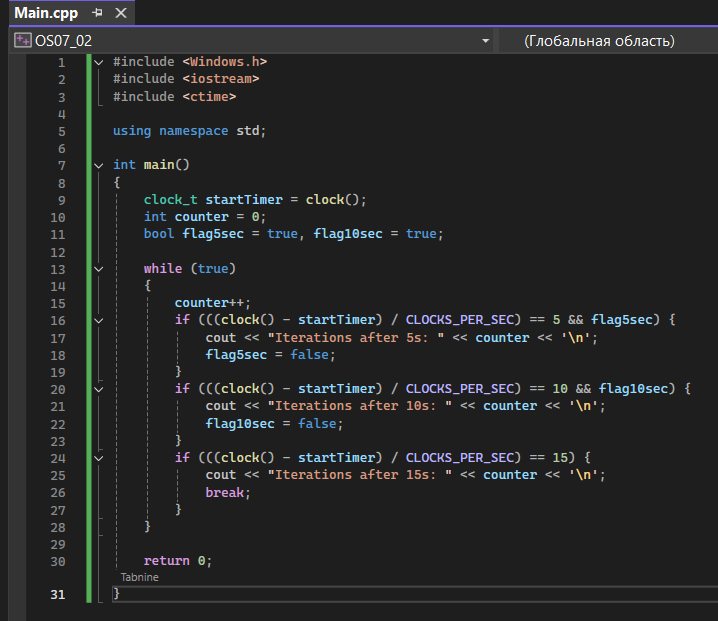 Main.cpp
OS07_02 (Глобальная область)
1 #include <Windows.h>
2 #include <iostream>
3 #include <ctime>
4
5 using namespace std;
6
7 int main()
8 {
9 clock_t startTimer = clock();
10 int counter = 0;
11 bool flag5sec = true, flag10sec = true;
12
13 while (true)
14 {
15 counter++;
16 if (((clock() - startTimer) / CLOCKS_PER_SEC) == 5 && flag5sec) {
17 cout << "Iterations after 5s: " << counter << '\n';
18 flag5sec = false;
19 }
20 if (((clock() - startTimer) / CLOCKS_PER_SEC) == 10 && flag10sec) {
21 cout << "Iterations after 10s: " << counter << '\n';
22 flag10sec = false;
23 }
24 if (((clock() - startTimer) / CLOCKS_PER_SEC) == 15) {
25 cout << "Iterations after 15s: " << counter << '\n';
26 break;
27 }
28 }
29
30 return 0;
Tabnine
31 }